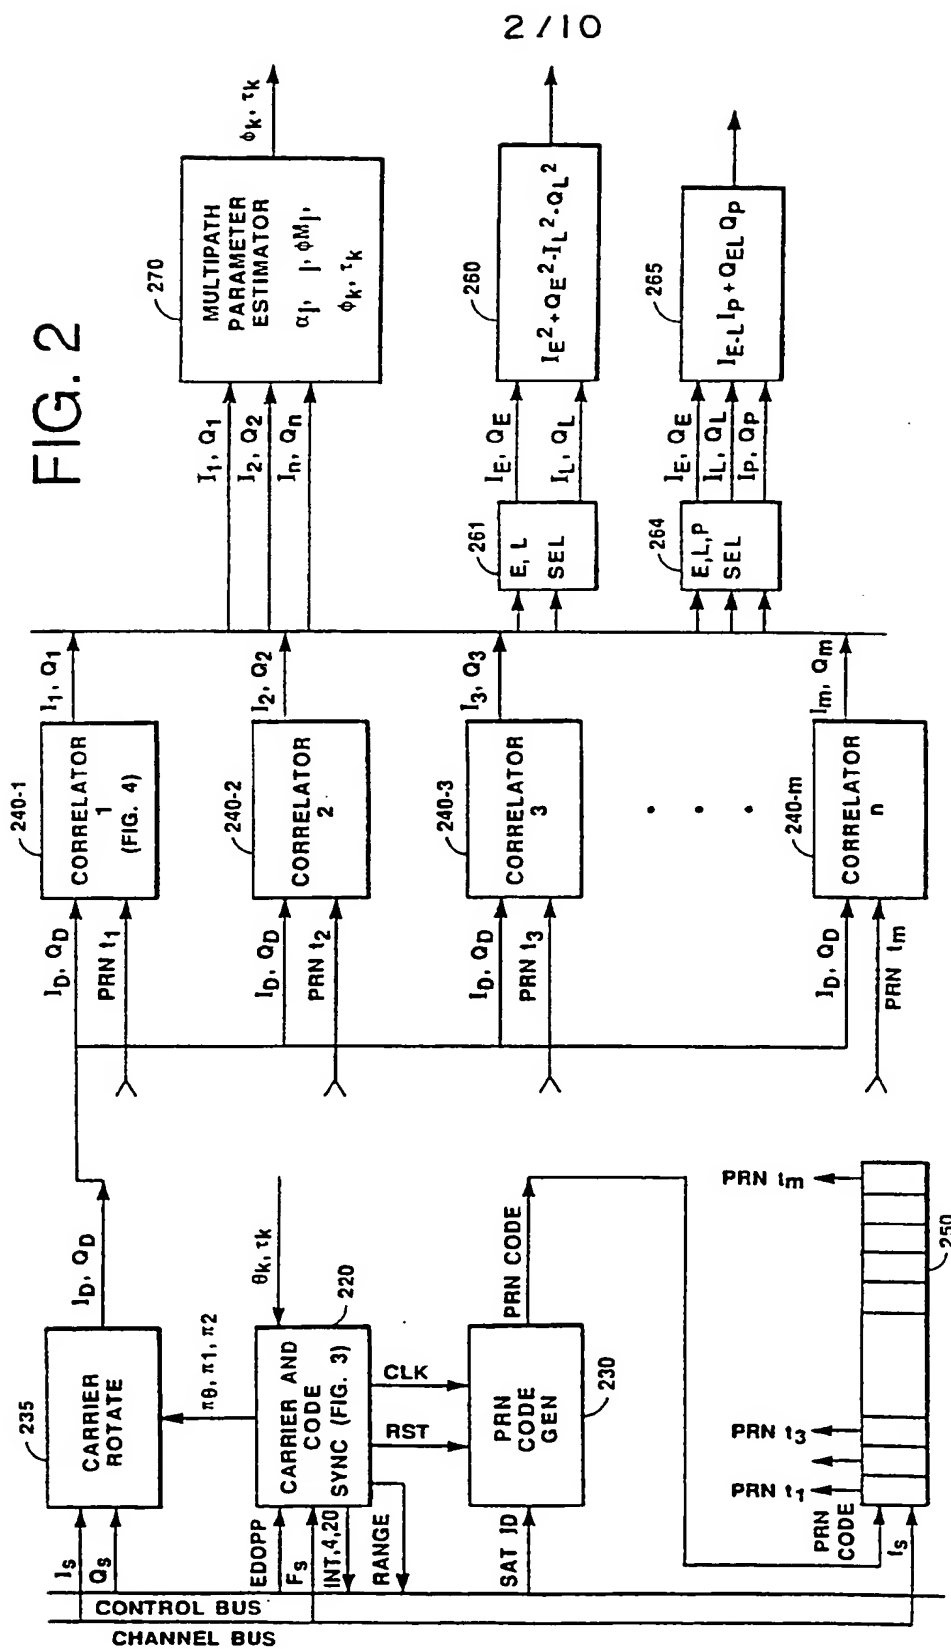 2/10
FIG. 2
CONTROL BUS
CHANNEL BUS
Is
Qs
235
CARRIER
ROTATE
ID, QD
πθ, π1, π2
EDOPP
Fs
INT,4,20
RANGE
220
CARRIER AND
CODE
SYNC (FIG. 3)
θk, τk
RST
CLK
SAT ID
230
PRN
CODE
GEN
PRN CODE
PRN
CODE
ts
PRN t1
PRN t3
PRN tm
250
ID, QD
PRN t1
240-1
CORRELATOR
1
(FIG. 4)
I1, Q1
ID, QD
PRN t2
240-2
CORRELATOR
2
I2, Q2
ID, QD
PRN t3
240-3
CORRELATOR
3
I3, Q3
ID, QD
PRN tm
240-m
CORRELATOR
n
Im, Qm
I1, Q1
I2, Q2
In, Qn
270
MULTIPATH
PARAMETER
ESTIMATOR
αj, j, ϕMj,
ϕk, τk
ϕk, τk
261
E, L
SEL
IE, QE
IL, QL
260
IE²+QE²-IL²-QL²
264
E,L,P
SEL
IE, QE
IL, QL
IP, QP
265
IE-L IP + QEL QP